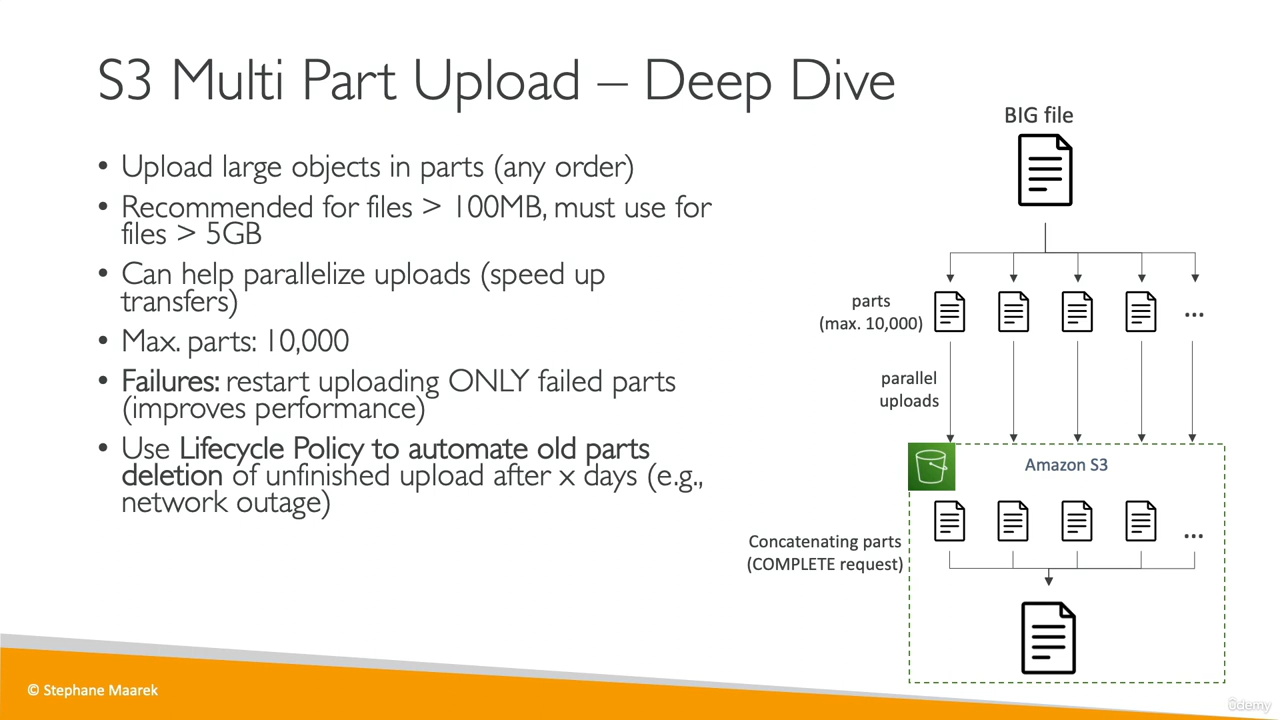 S3 Multi Part Upload – Deep Dive
• Upload large objects in parts (any order)
• Recommended for files > 100MB, must use for
files > 5GB
• Can help parallelize uploads (speed up
transfers)
• Max. parts: 10,000
• Failures: restart uploading ONLY failed parts
(improves performance)
• Use Lifecycle Policy to automate old parts
deletion of unfinished upload after x days (e.g.,
network outage)
BIG file
parts
(max. 10,000)
...
parallel
uploads
Amazon S3
...
Concatenating parts
(COMPLETE request)
© Stephane Maarek
ûdemy